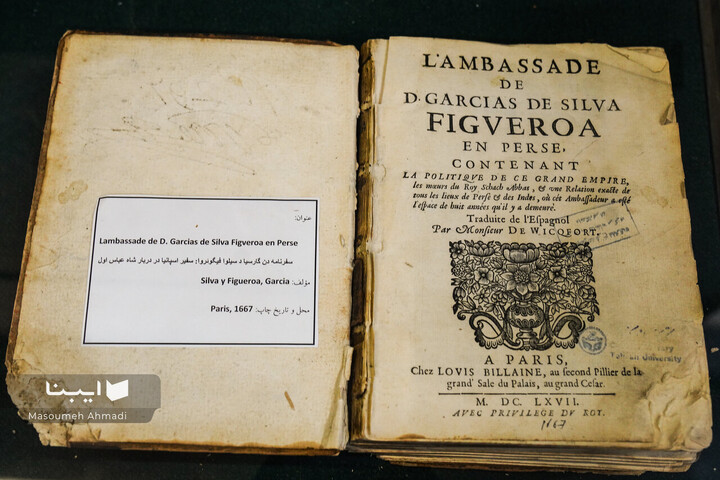 عنوان:
Lambassade de D. Garcias de Silva Figveroa en Perse
سفرنامه دن گارسیا د سیلوا فیگوئروا: سفیر اسپانیا در دربار شاه عباس اول
مؤلف: Silva y Figueroa, Garcia
محل و تاریخ چاپ: Paris, 1667
ایبنا
Masoumeh Ahmadi
L'AMBASSADE
DE
D. GARCIAS DE SILVA
FIGVEROA
EN PERSE,
CONTENANT
LA POLITIQVE DE CE GRAND EMPIRE,
les mœurs du Roy Schach Abbas, & vne Relation exacte de
tous les lieux de Perse & des Indes, où cét Ambassadeur a esté
l'espace de huit années qu'il y a demeuré.
Traduite de l'Espagnol
Par Monsieur DE WICQFORT.
A PARIS,
Chez LOVIS BILLAINE, au second Pillier de la
grand' Sale du Palais, au grand Cesar.
M. DC. LXVII.
AVEC PRIVILEGE DV ROY.
1667
University